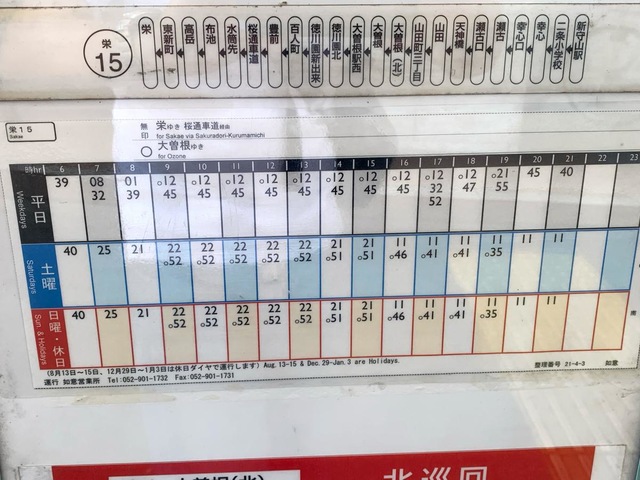 栄
15
栄
東新町
高岳
布池
水筒先
桜通車道
豊前
百人町
徳川園新出来
徳川園北
大曽根駅西
大曽根
大曽根(北)
山田町三丁目
山田
天神橋
瀬古口
瀬古
幸心口
幸心
二条小学校
新守山駅
栄15
Sakae
無印 栄ゆき 桜通車道経由
for Sakae via Sakuradori-Kurumamichi
○ 大曽根ゆき
for Ozone
時hr 6 7 8 9 10 11 12 13 14 15 16 17 18 19 20 21 22 23
平日 Weekdays
39 08 01 ○12 ○12 ○12 ○12 ○12 ○12 ○12 ○12 ○12 ○12 ○21 45 40
32 39 45 45 45 45 45 45 45 45 32 47 55
52
土曜 Saturdays
40 25 21 22 22 22 22 22 21 21 11 11 11 11 11 11
○52 ○52 ○52 ○52 ○52 ○51 ○51 ○46 ○41 ○41 ○35
日曜・休日 Sun. & Holidays
40 25 21 22 22 22 22 22 21 21 11 11 11 11 11 11
○52 ○52 ○52 ○52 ○52 ○51 ○51 ○46 ○41 ○41 ○35
(8月13日～15日、12月29日～1月3日は休日ダイヤで運行します) Aug.13-15 & Dec.29-Jan.3 are Holidays.
運行 如意営業所 Tel:052-901-1732 Fax:052-901-1731
整理番号 21-4-3 如意
北巡回